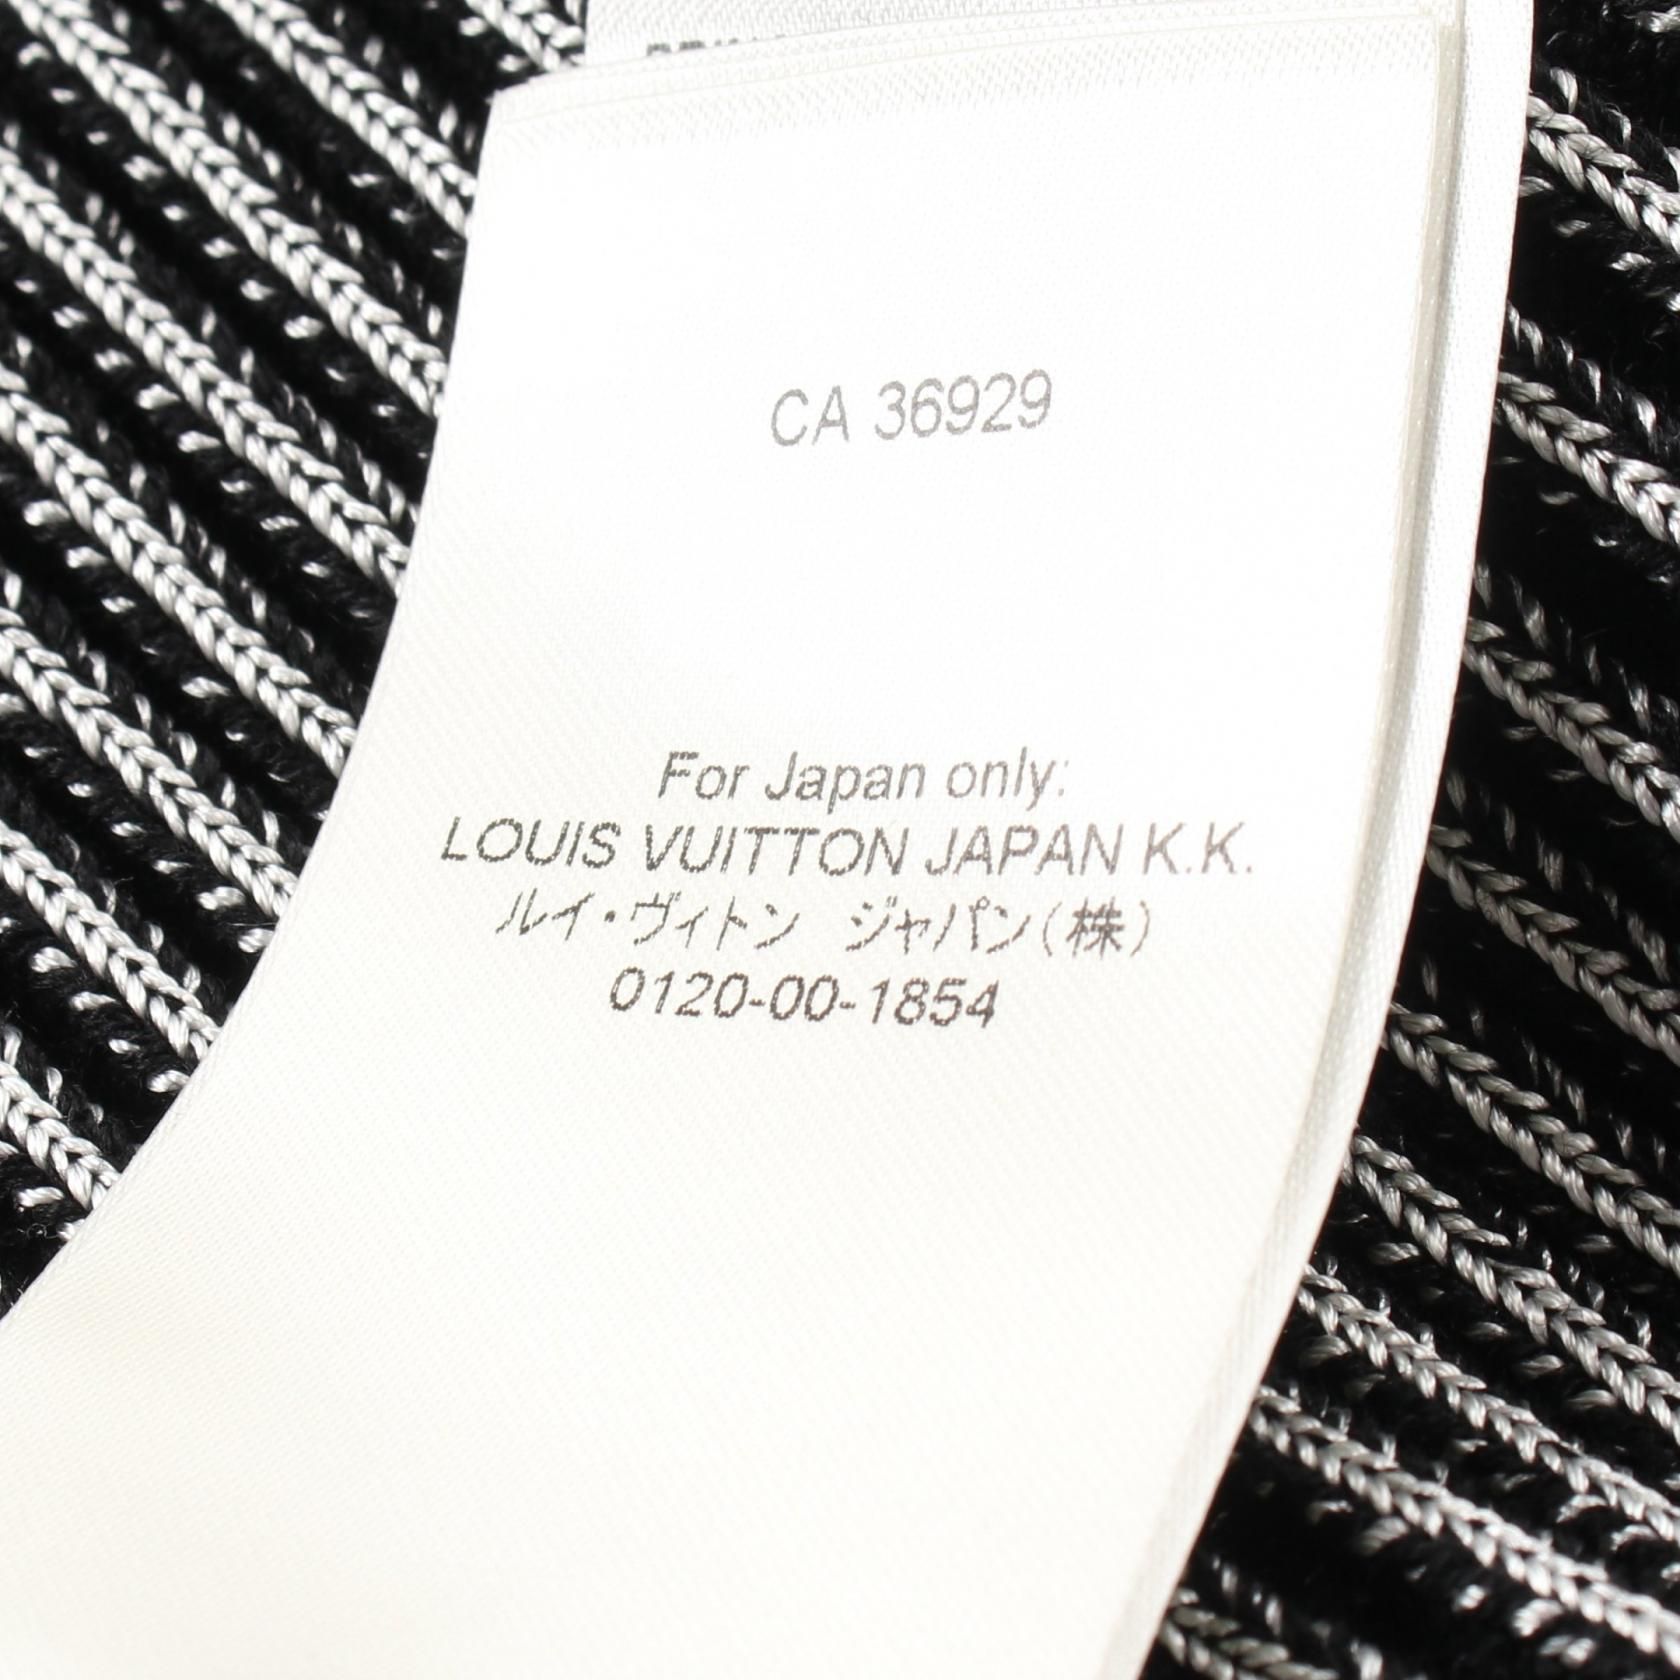 CA 36929
For Japan only:
LOUIS VUITTON JAPAN K.K.
ルイ・ヴィトン ジャパン(株)
0120-00-1854